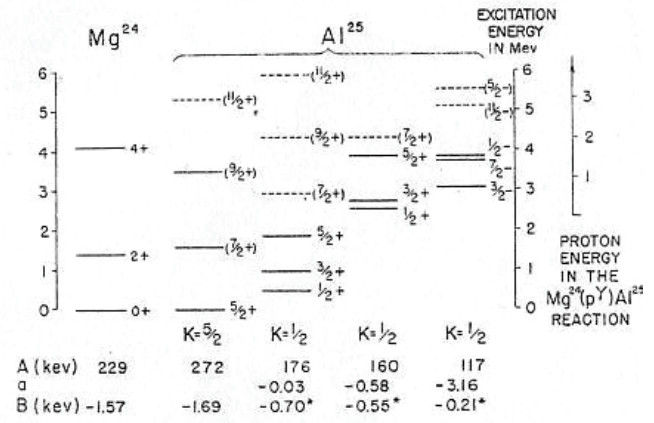 Mg²⁴
Al²⁵
EXCITATION
ENERGY
IN Mev
6
5
4
3
2
1
0
4+
2+
0+
(11/2+)
(9/2+)
(7/2+)
5/2+
(11/2+)
(9/2+)
(7/2+)
5/2+
3/2+
1/2+
(7/2+)
5/2+
3/2+
1/2+
(5/2-)
(11/2-)
1/2-
7/2-
3/2-
6
5
4
3
2
1
0
3
2
1
PROTON
ENERGY
IN THE
Mg²⁴(pγ)Al²⁵
REACTION
K=5/2 K=1/2 K=1/2 K=1/2
A (kev) 229 272 176 160 117
a -0.03 -0.58 -3.16
B (kev) -1.57 -1.69 -0.70* -0.55* -0.21*